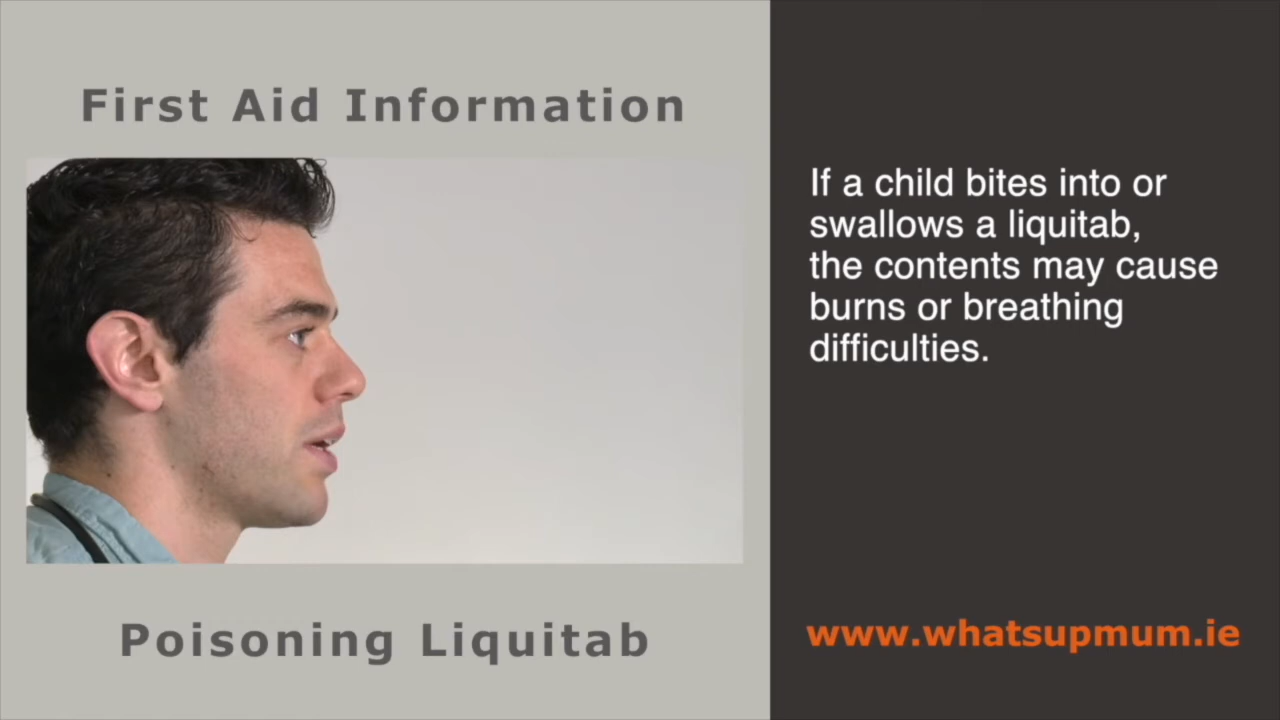 First Aid Information
If a child bites into or
swallows a liquitab,
the contents may cause
burns or breathing
difficulties.
Poisoning Liquitab
www.whatsupmum.ie